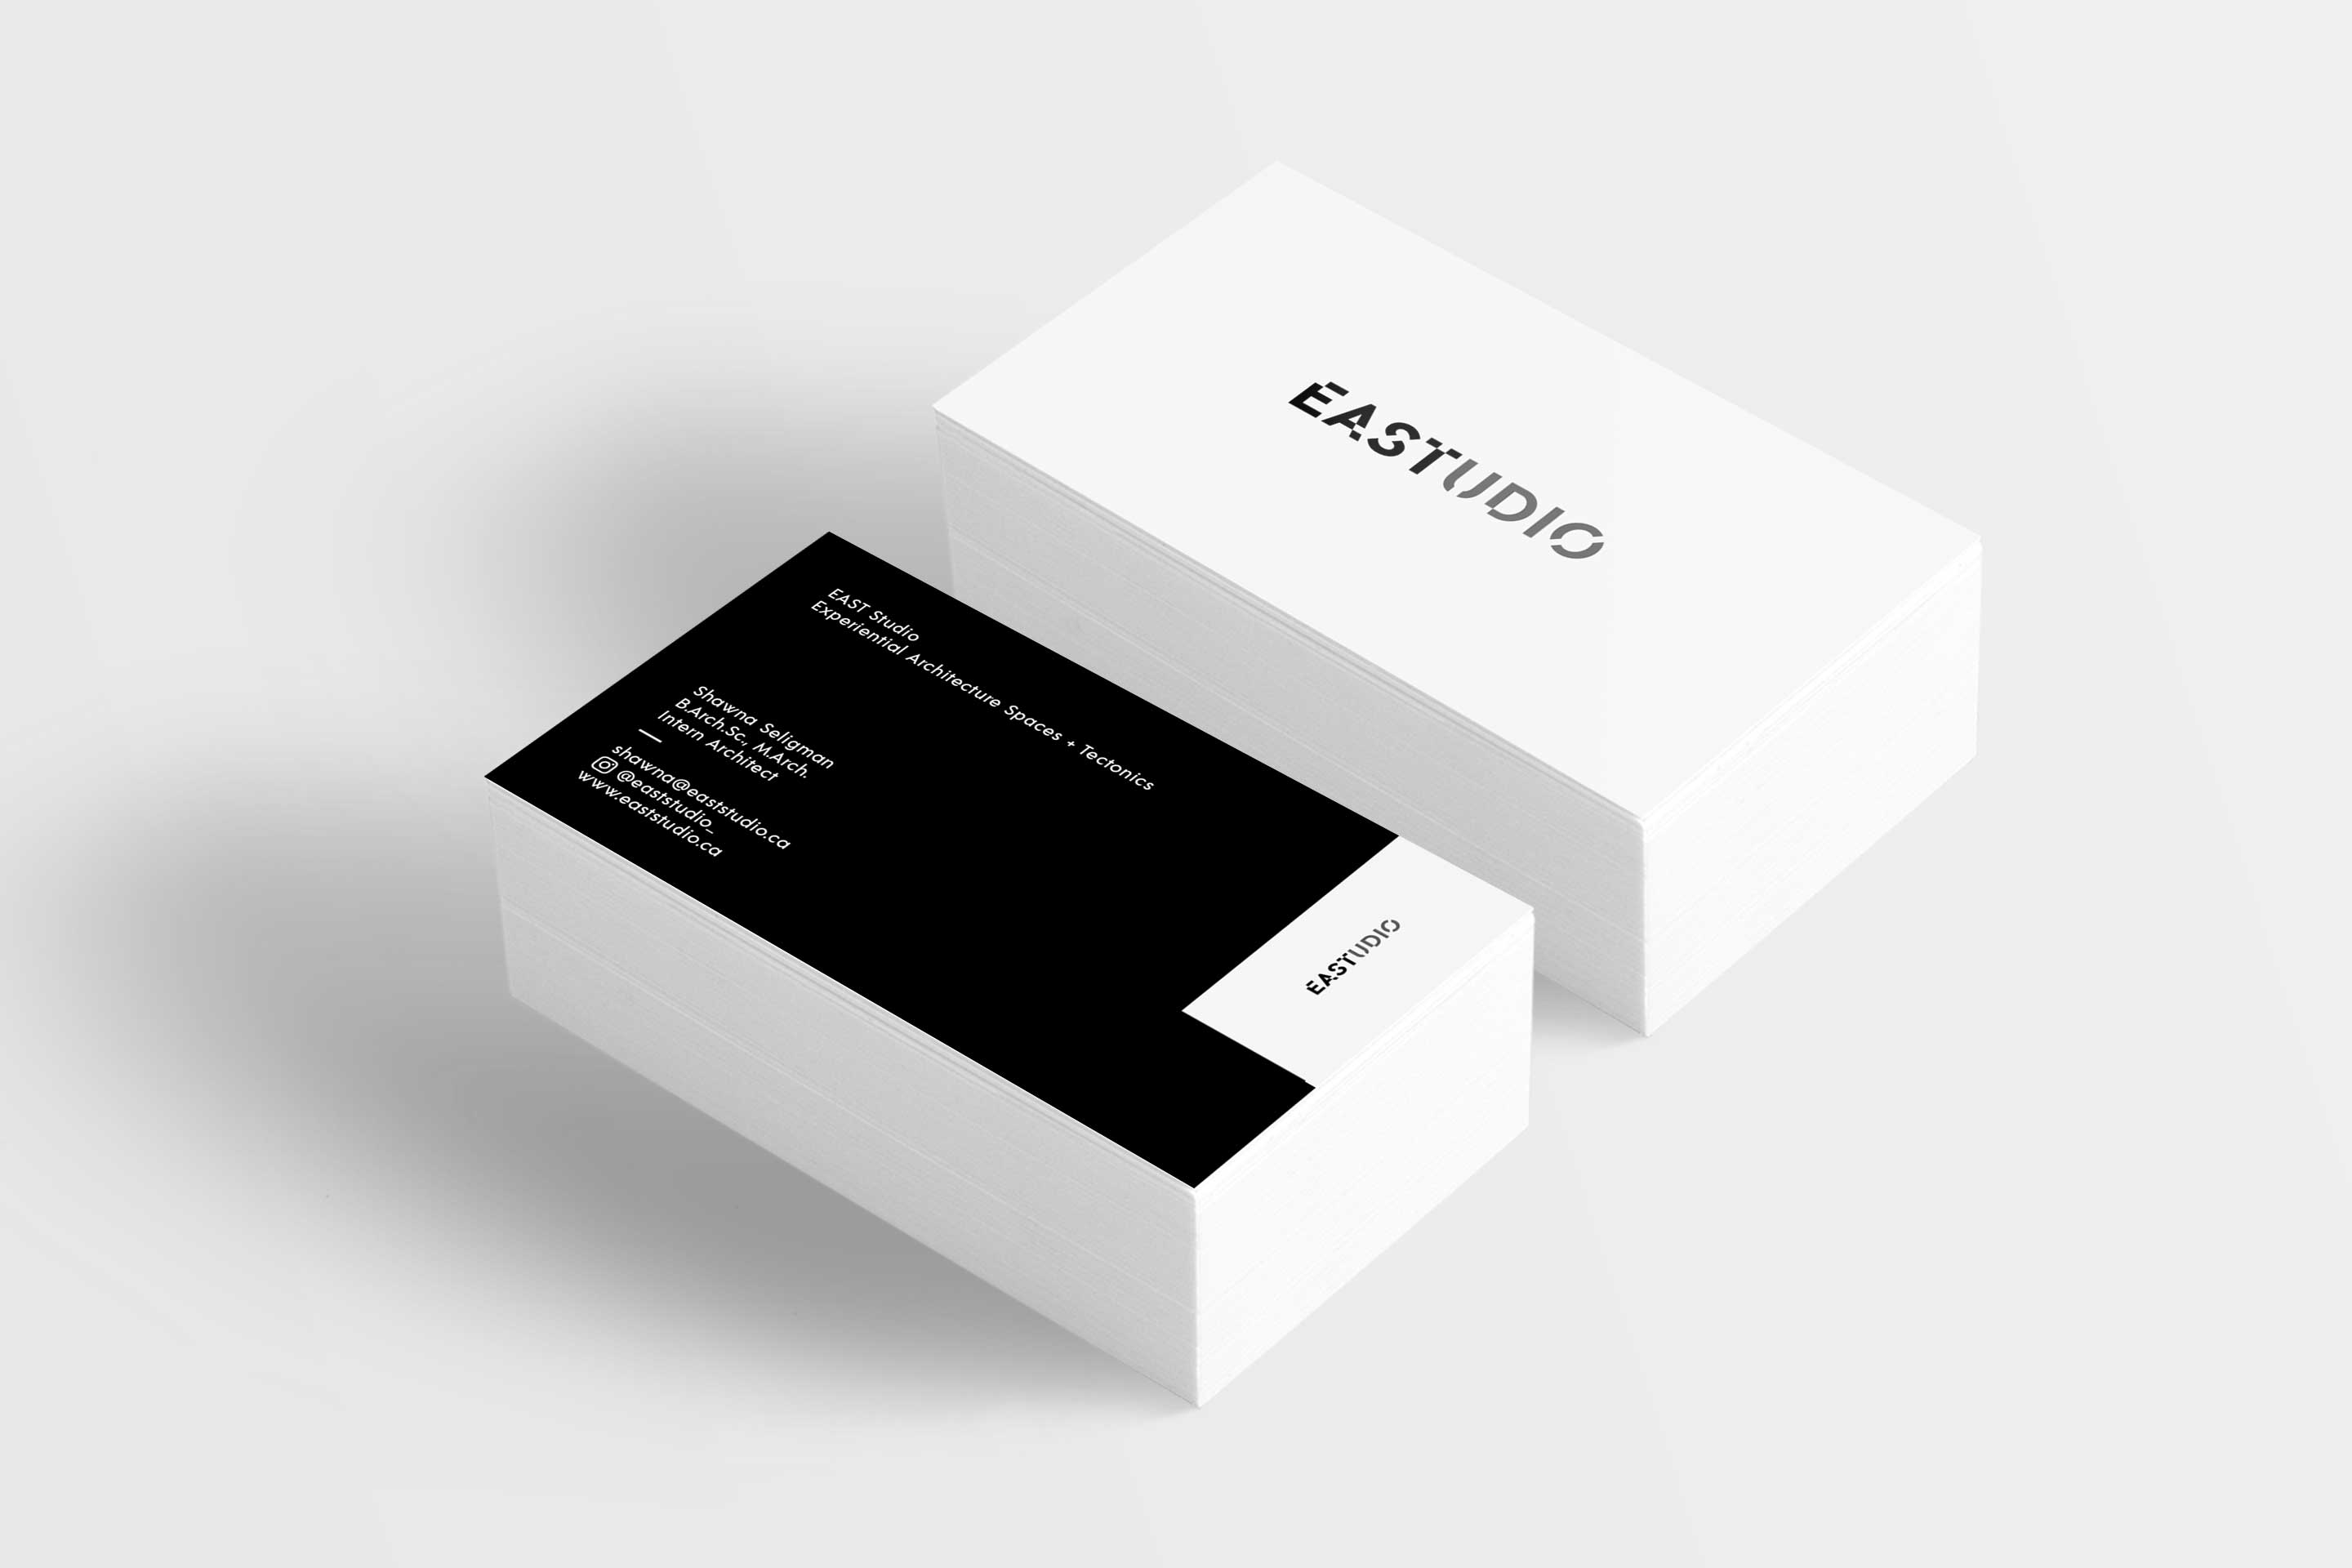 EASTUDIO
EAST Studio
Experiential Architecture Spaces + Tectonics
Shawna Seligman
B.Arch.Sc., M.Arch.
Intern Architect
shawna@eaststudio.ca
@eaststudio_
www.eaststudio.ca
EASTUDIO